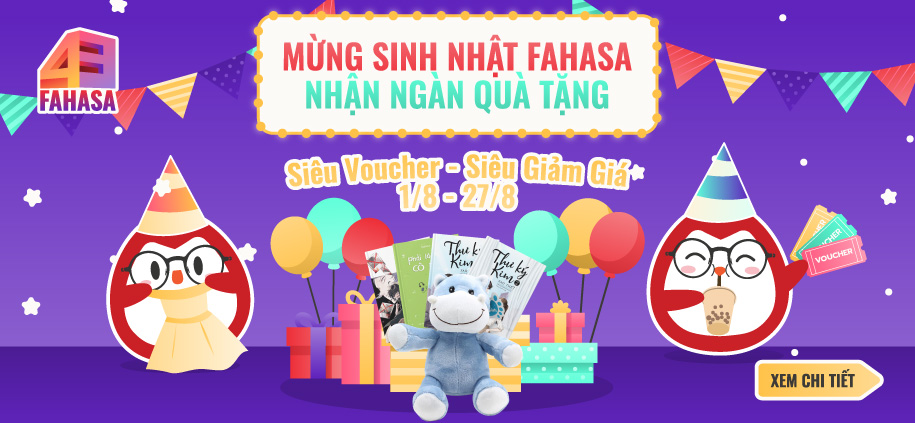 43
FAHASA
MỪNG SINH NHẬT FAHASA
NHẬN NGÀN QUÀ TẶNG
Siêu Voucher - Siêu Giảm Giá
1/8 - 27/8
Thư ký
Kim
Thư ký
Kim
VOUCHER
XEM CHI TIẾT